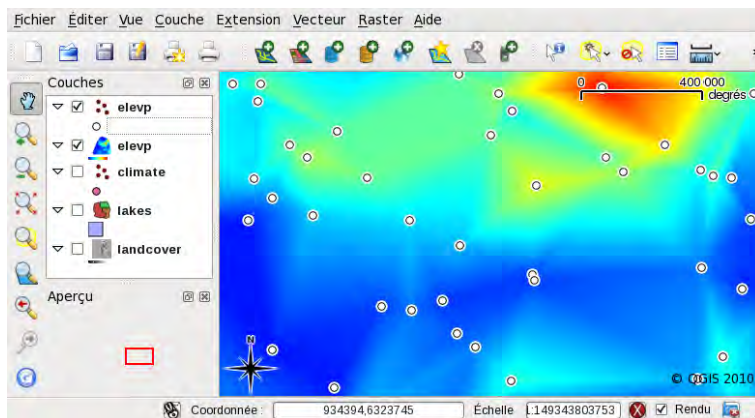 Fichier Éditer Vue Couche Extension Vecteur Raster Aide
Couches
elevp
elevp
climate
lakes
landcover
Aperçu
0 400 000
degrés
N
© QGIS 2010
Coordonnée : 934394,6323745 Échelle 1:149343803753 Rendu